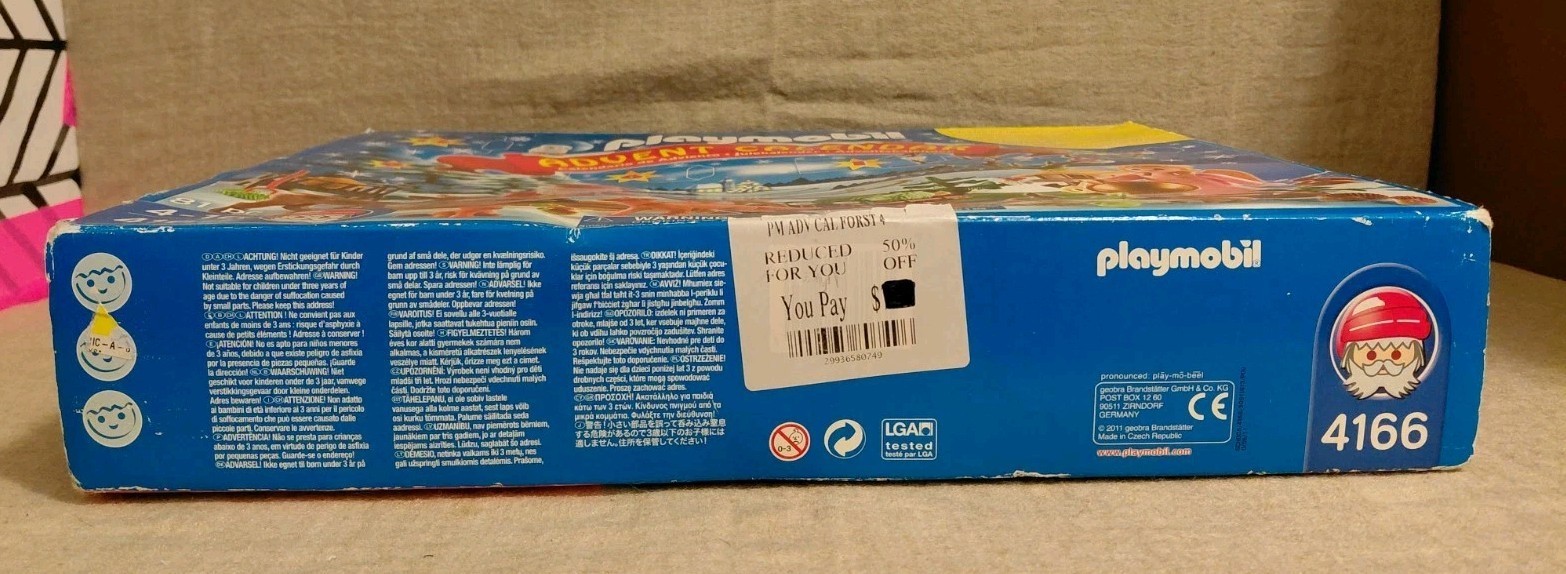 playmobil
ADVENT CALENDAR
WARNING
PM ADV CAL FORST 4
REDUCED 50%
FOR YOU OFF
You Pay $
29936580749
ⒹⒶⒸⒽ ACHTUNG! Nicht geeignet für Kinder
unter 3 Jahren, wegen Erstickungsgefahr durch
Kleinteile. Adresse aufbewahren! WARNING!
Not suitable for children under three years of
age due to the danger of suffocation caused
by small parts. Please keep this address!
ATTENTION ! Ne convient pas aux
enfants de moins de 3 ans : risque d'asphyxie à
cause de petits éléments ! Adresse à conserver !
¡ATENCIÓN! No es apto para niños menores
de 3 años, debido a que existe peligro de asfixia
por la presencia de piezas pequeñas. ¡Guarde
la dirección! WAARSCHUWING! Niet
geschikt voor kinderen onder de 3 jaar, vanwege
verstikkingsgevaar door kleine onderdelen.
Adres bewaren! ATTENZIONE! Non adatto
ai bambini di età inferiore ai 3 anni per il pericolo
di soffocamento che può essere causato dalle
piccole parti. Conservare le avvertenze.
ADVERTÊNCIA! Não se presta para crianças
abaixo de 3 anos, em virtude de perigo de asfixia
por pequenas peças. Guarde-se o endereço!
ADVARSEL! Ikke egnet til børn under 3 år på
grund af små dele, der udgør en kvælningsrisiko.
Gem adressen! VARNING! Inte lämplig för
barn upp till 3 år, risk för kvävning på grund av
små delar. Spara adressen! ADVARSEL! Ikke
egnet for barn under 3 år, fare for kvelning på
grunn av smådeler. Oppbevar adressen!
VAROITUS! Ei sovellu alle 3-vuotialle
lapsille, jotka saattavat tukehtua pieniin osiin.
Säilytä osoite! FIGYELMEZTETÉS! Három
éves kor alatti gyermekek számára nem
alkalmas, a kisméretű alkatrészek lenyelésének
veszélye miatt. Kérjük, őrizze meg ezt a címet.
UPOZORNĚNÍ: Výrobek není vhodný pro děti
mladší tří let. Hrozí nebezpečí vdechnutí malých
částí. Dodržte toto doporučení.
TÄHELEPANU, ei ole sobiv lastele
vanusega alla kolme aastat, sest laps võib
osi kurku tõmmata. Palume säilitada seda
aadressi. UZMANĪBU, nav piemērots bērniem,
jaunākiem par trīs gadiem, jo ar detaļām
iespējams aizrīties. Lūdzu, saglabāt šo adresi.
DĖMESIO, netinka vaikams iki 3 metų, nes
gali užspringti smulkiomis detalėmis. Prašome,
išsaugokite šį adresą. DIKKAT! İçeriğindeki
küçük parçalar sebebiyle 3 yaşından küçük çocu-
klar için boğulma riski taşımaktadır. Lütfen adres
referansı için saklayınız. AVVIŻ! Mhumiex sie-
wja għal tfal taħt it-3 snin minħabba l-periklu li
jifgaw f'biċċiet żgħar li jistgħu jinbelgħu. Żomm
l-indirizz! OPOZORILO: izdelek ni primeren za
otroke, mlajše od 3 let, ker vsebuje majhne dele,
ki ob vdihu lahko povzročijo zadušitev. Shranite
opozorilo! VAROVANIE: Nevhodné pre deti do
3 rokov. Nebezpečie vdýchnutia malých častí.
Rešpektujte toto doporučenie. OSTRZEŻENIE!
Nie nadaje się dla dzieci poniżej lat 3 z powodu
drobnych części, które mogą spowodować
uduszenie. Proszę zachować adres.
ΠΡΟΣΟΧΗ! Ακατάλληλο για παιδιά
κάτω των 3 ετών. Κίνδυνος πνιγμού από τα
μικρά κομμάτια. Φυλάξτε την διεύθυνση!
警告！小さい部品を誤って呑み込み窒息
する危険があるので3歳以下のお子様には
適しません。住所を保管してください！
0-3
LGA
tested
testé par LGA
playmobil
pronounced: plāy-mō-bēēl
geobra Brandstätter GmbH & Co. KG
POST BOX 12 60
90511 ZIRNDORF
GERMANY
CE
© 2011 geobra Brandstätter
Made in Czech Republic
www.playmobil.com
4166